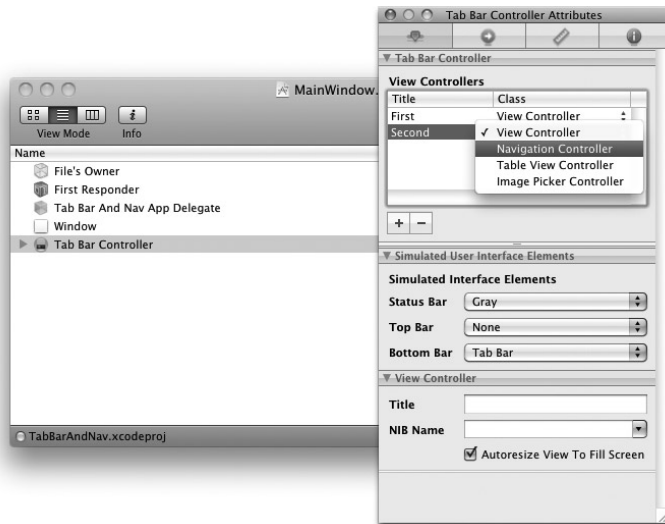 Tab Bar Controller Attributes
Tab Bar Controller
View Controllers
Title Class
First View Controller
Second ✓ View Controller
Navigation Controller
Table View Controller
Image Picker Controller
+ −
Simulated User Interface Elements
Simulated Interface Elements
Status Bar Gray
Top Bar None
Bottom Bar Tab Bar
View Controller
Title
NIB Name
Autoresize View To Fill Screen
MainWindow.
View Mode Info
Name
File's Owner
First Responder
Tab Bar And Nav App Delegate
Window
Tab Bar Controller
TabBarAndNav.xcodeproj